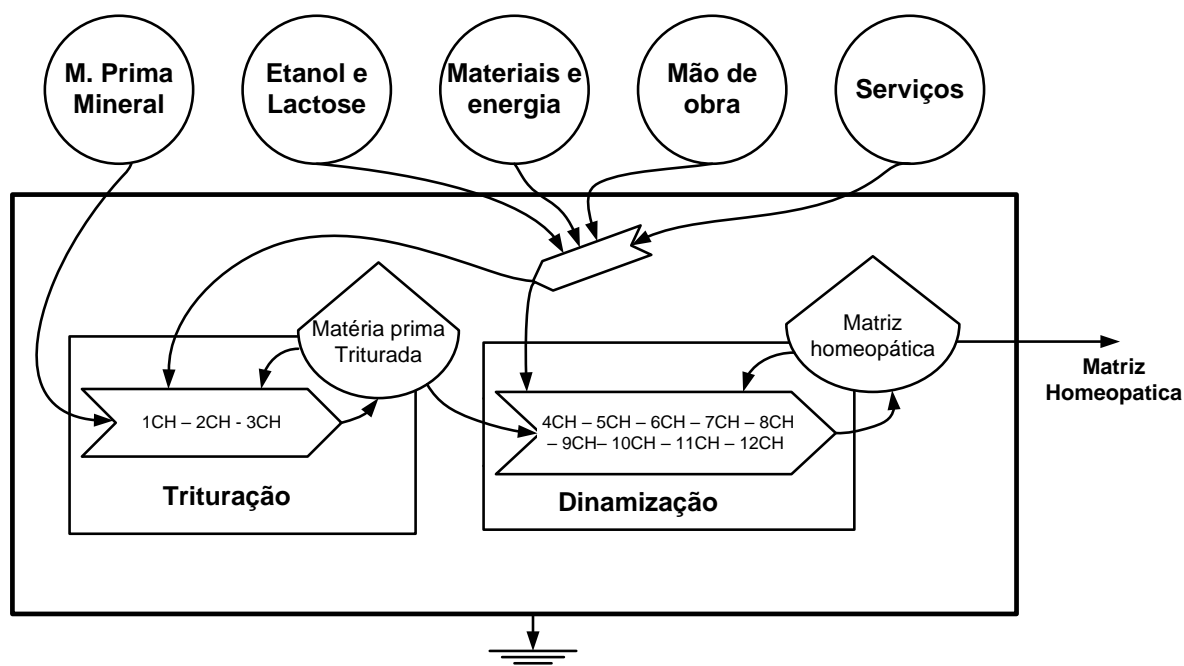 M. Prima
Mineral
Etanol e
Lactose
Materiais e
energia
Mão de
obra
Serviços
Matéria prima
Triturada
Matriz
homeopática
Matriz
Homeopatica
1CH – 2CH - 3CH
4CH – 5CH – 6CH – 7CH – 8CH
– 9CH– 10CH – 11CH – 12CH
Trituração
Dinamização